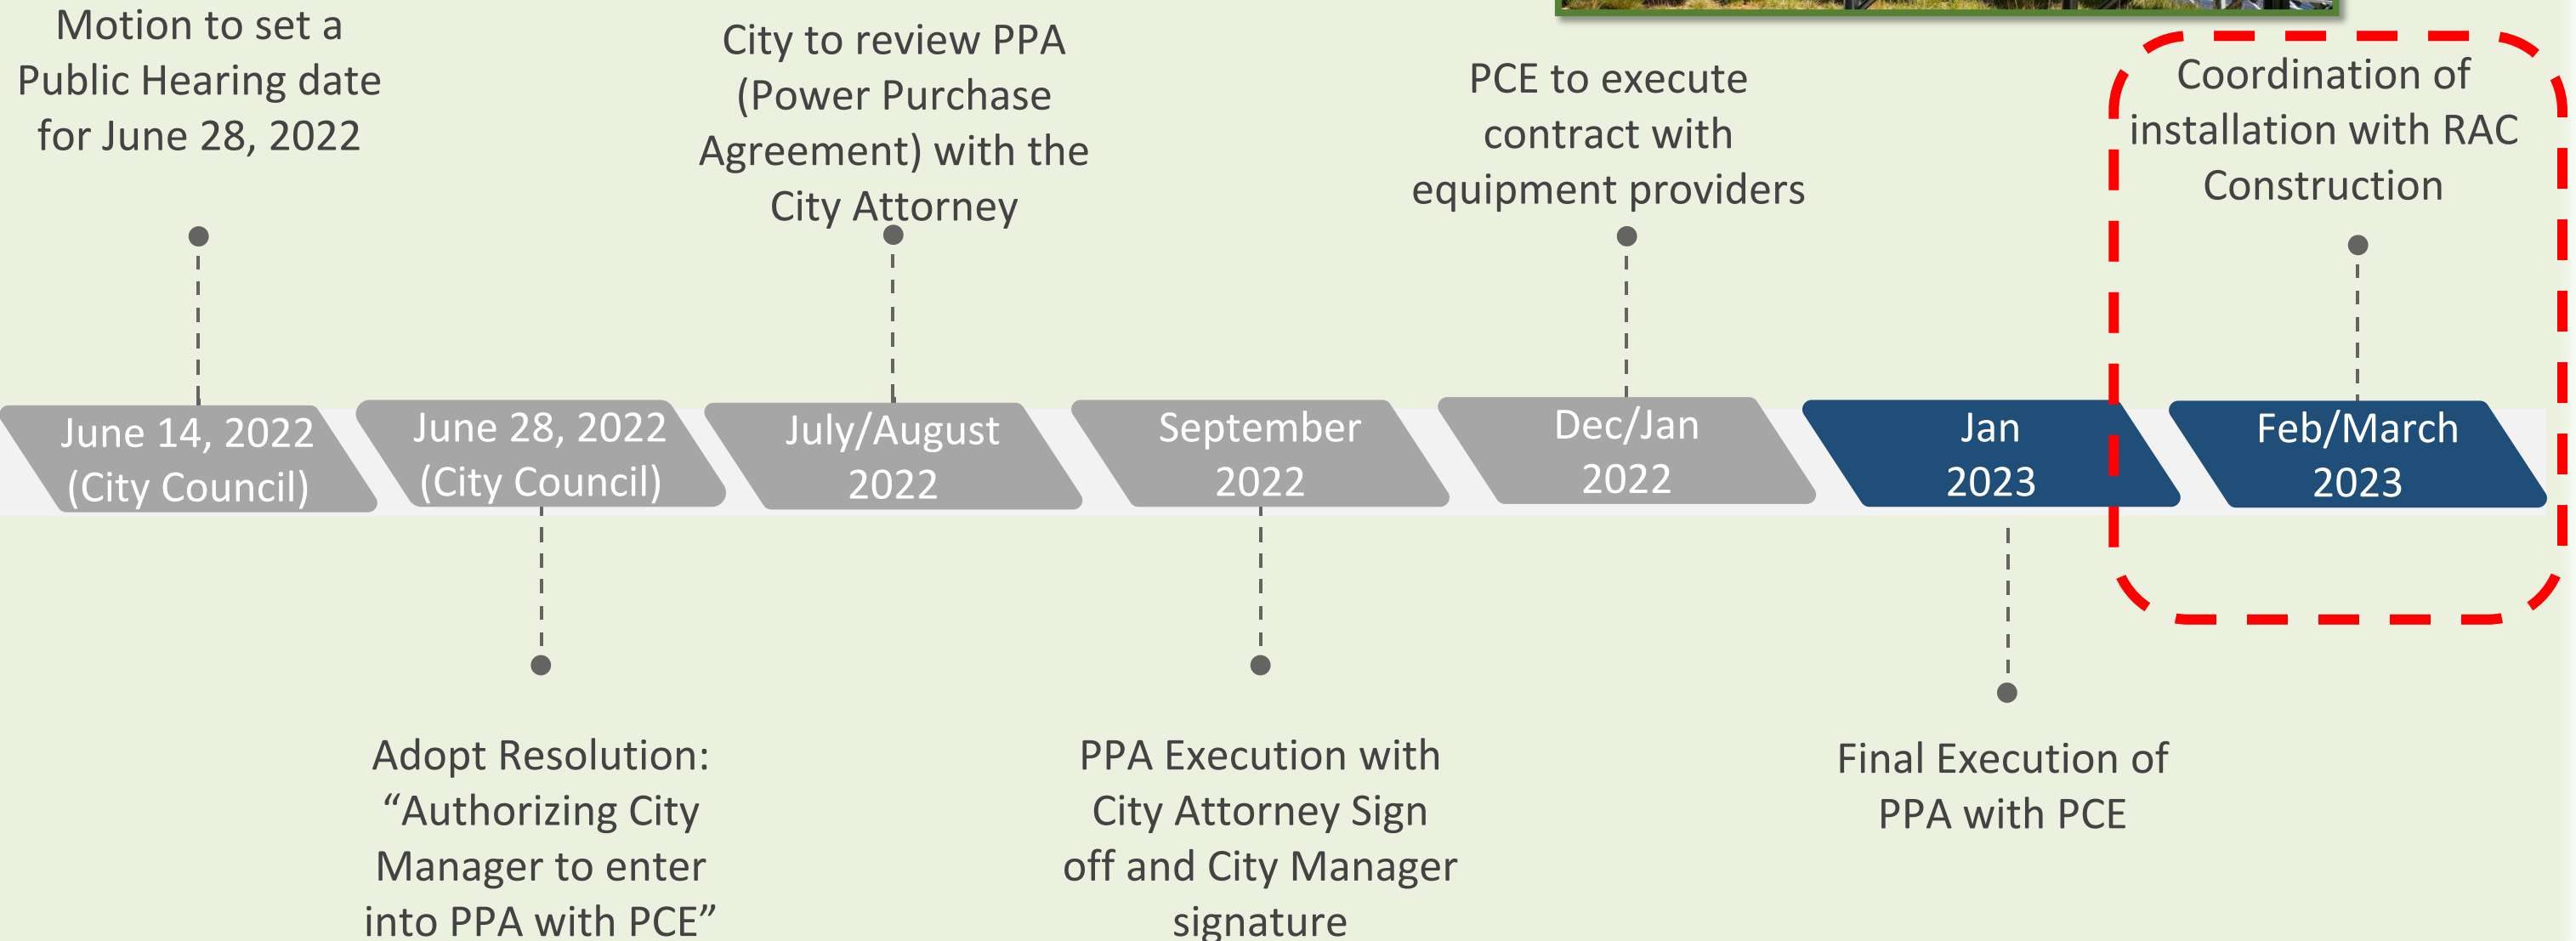 Motion to set a
Public Hearing date
for June 28, 2022
City to review PPA
(Power Purchase
Agreement) with the
City Attorney
PCE to execute
contract with
equipment providers
Coordination of
installation with RAC
Construction
June 14, 2022
(City Council)
June 28, 2022
(City Council)
July/August
2022
September
2022
Dec/Jan
2022
Jan
2023
Feb/March
2023
Adopt Resolution:
“Authorizing City
Manager to enter
into PPA with PCE”
PPA Execution with
City Attorney Sign
off and City Manager
signature
Final Execution of
PPA with PCE